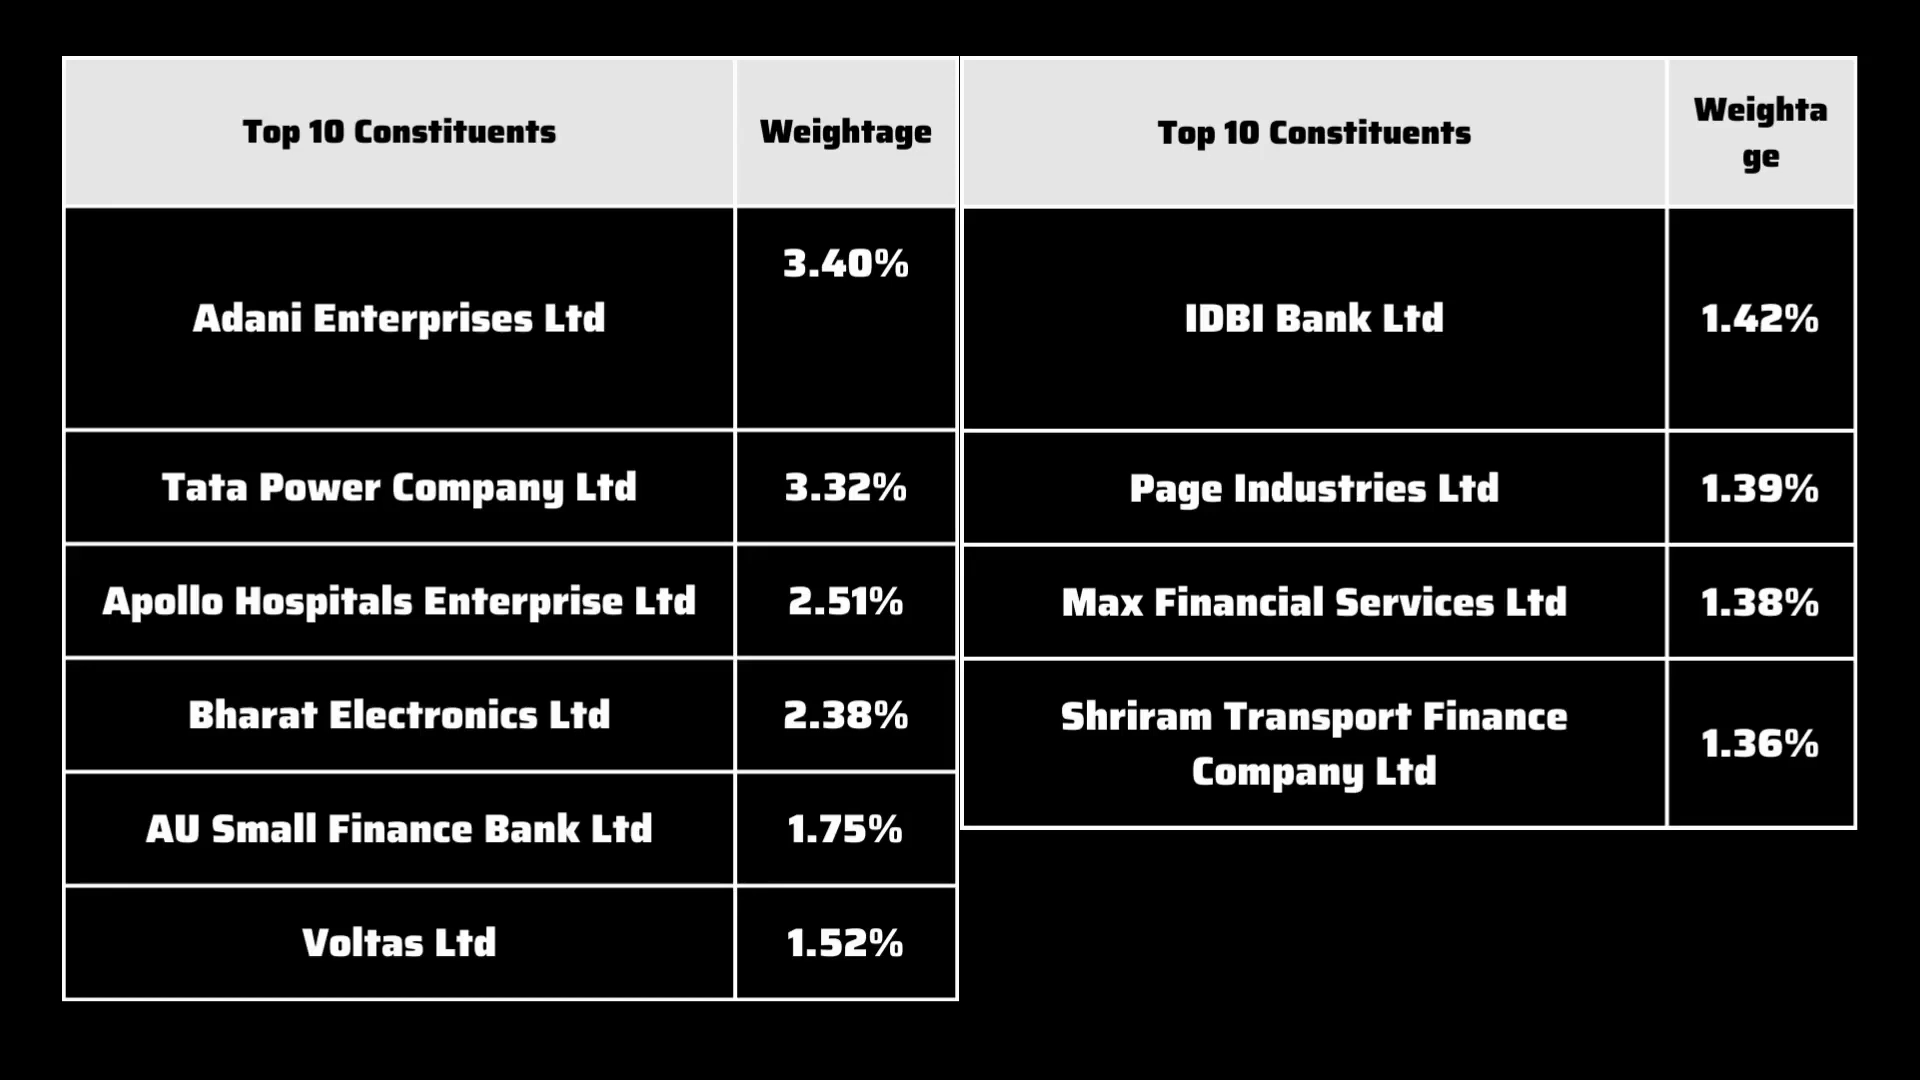 Top 10 Constituents Weightage
Adani Enterprises Ltd 3.40%
Tata Power Company Ltd 3.32%
Apollo Hospitals Enterprise Ltd 2.51%
Bharat Electronics Ltd 2.38%
AU Small Finance Bank Ltd 1.75%
Voltas Ltd 1.52%
Top 10 Constituents Weighta
ge
IDBI Bank Ltd 1.42%
Page Industries Ltd 1.39%
Max Financial Services Ltd 1.38%
Shriram Transport Finance
Company Ltd 1.36%